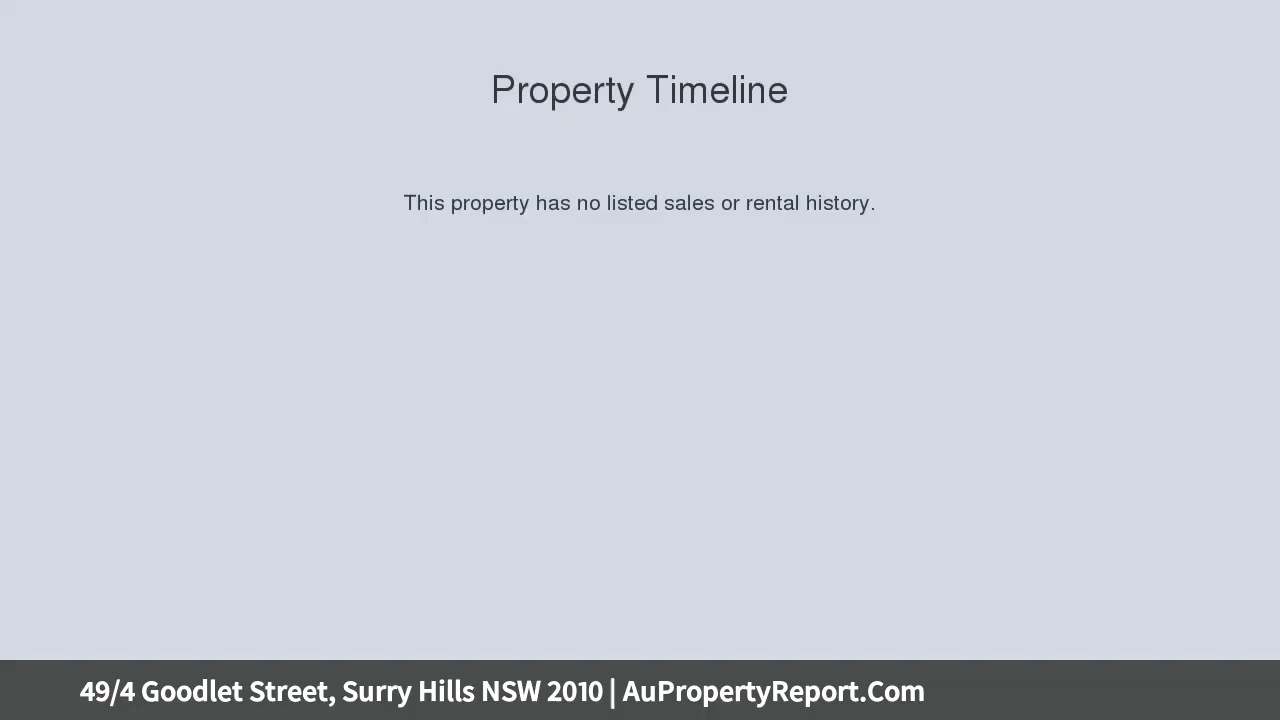 Property Timeline
This property has no listed sales or rental history.
49/4 Goodlet Street, Surry Hills NSW 2010 | AuPropertyReport.Com